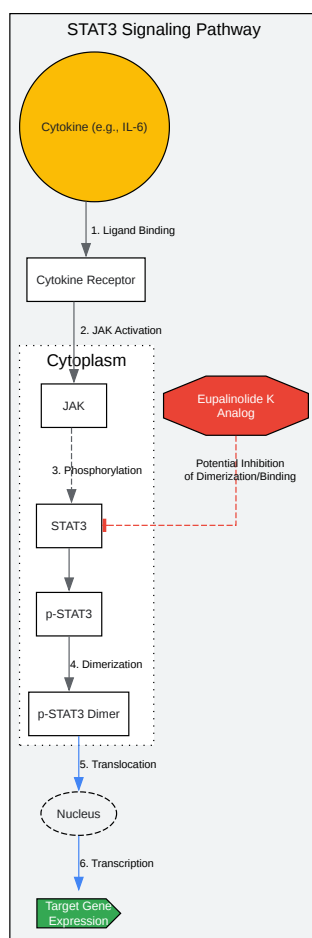 STAT3 Signaling Pathway
Cytokine (e.g., IL-6)
1. Ligand Binding
Cytokine Receptor
2. JAK Activation
Cytoplasm
JAK
Eupalinolide K
Analog
3. Phosphorylation
Potential Inhibition
of Dimerization/Binding
STAT3
p-STAT3
4. Dimerization
p-STAT3 Dimer
5. Translocation
Nucleus
6. Transcription
Target Gene
Expression